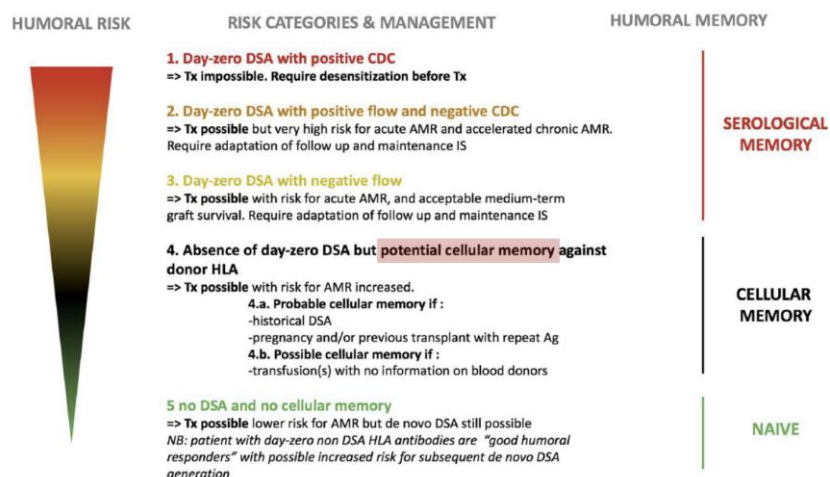 HUMORAL RISK
RISK CATEGORIES & MANAGEMENT
HUMORAL MEMORY
1. Day-zero DSA with positive CDC
=> Tx impossible. Require desensitization before Tx
2. Day-zero DSA with positive flow and negative CDC
=> Tx possible but very high risk for acute AMR and accelerated chronic AMR.
Require adaptation of follow up and maintenance IS
3. Day-zero DSA with negative flow
=> Tx possible with risk for acute AMR, and acceptable medium-term
graft survival. Require adaptation of follow up and maintenance IS
SEROLOGICAL
MEMORY
4. Absence of day-zero DSA but potential cellular memory against
donor HLA
=> Tx possible with risk for AMR increased.
4.a. Probable cellular memory if :
-historical DSA
-pregnancy and/or previous transplant with repeat Ag
4.b. Possible cellular memory if :
-transfusion(s) with no information on blood donors
CELLULAR
MEMORY
5 no DSA and no cellular memory
=> Tx possible lower risk for AMR but de novo DSA still possible
NB: patient with day-zero non DSA HLA antibodies are "good humoral
responders" with possible increased risk for subsequent de novo DSA
generation
NAIVE